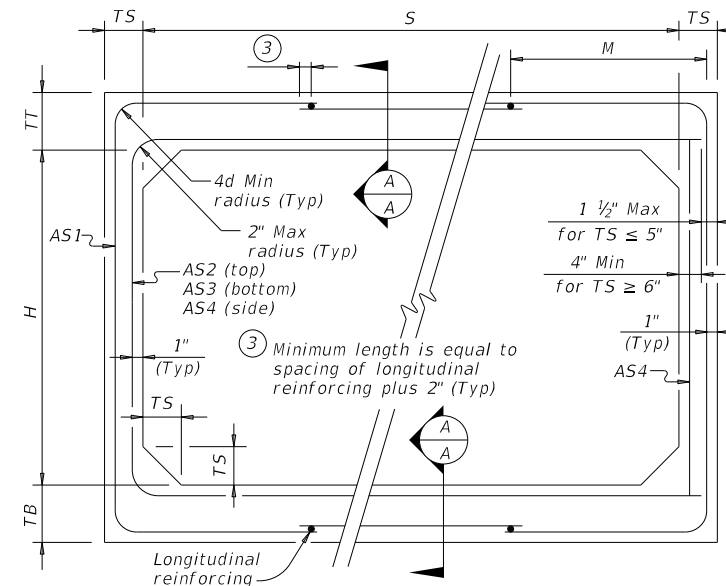 TS
S
TS
3
M
TT
4d Min
radius (Typ)
A
A
2" Max
radius (Typ)
1 ½" Max
for TS ≤ 5"
AS1
AS2 (top)
AS3 (bottom)
AS4 (side)
4" Min
for TS ≥ 6"
H
1"
(Typ)
3
Minimum length is equal to
spacing of longitudinal
reinforcing plus 2" (Typ)
1"
(Typ)
AS4
TS
TS
A
A
TB
Longitudinal
reinforcing